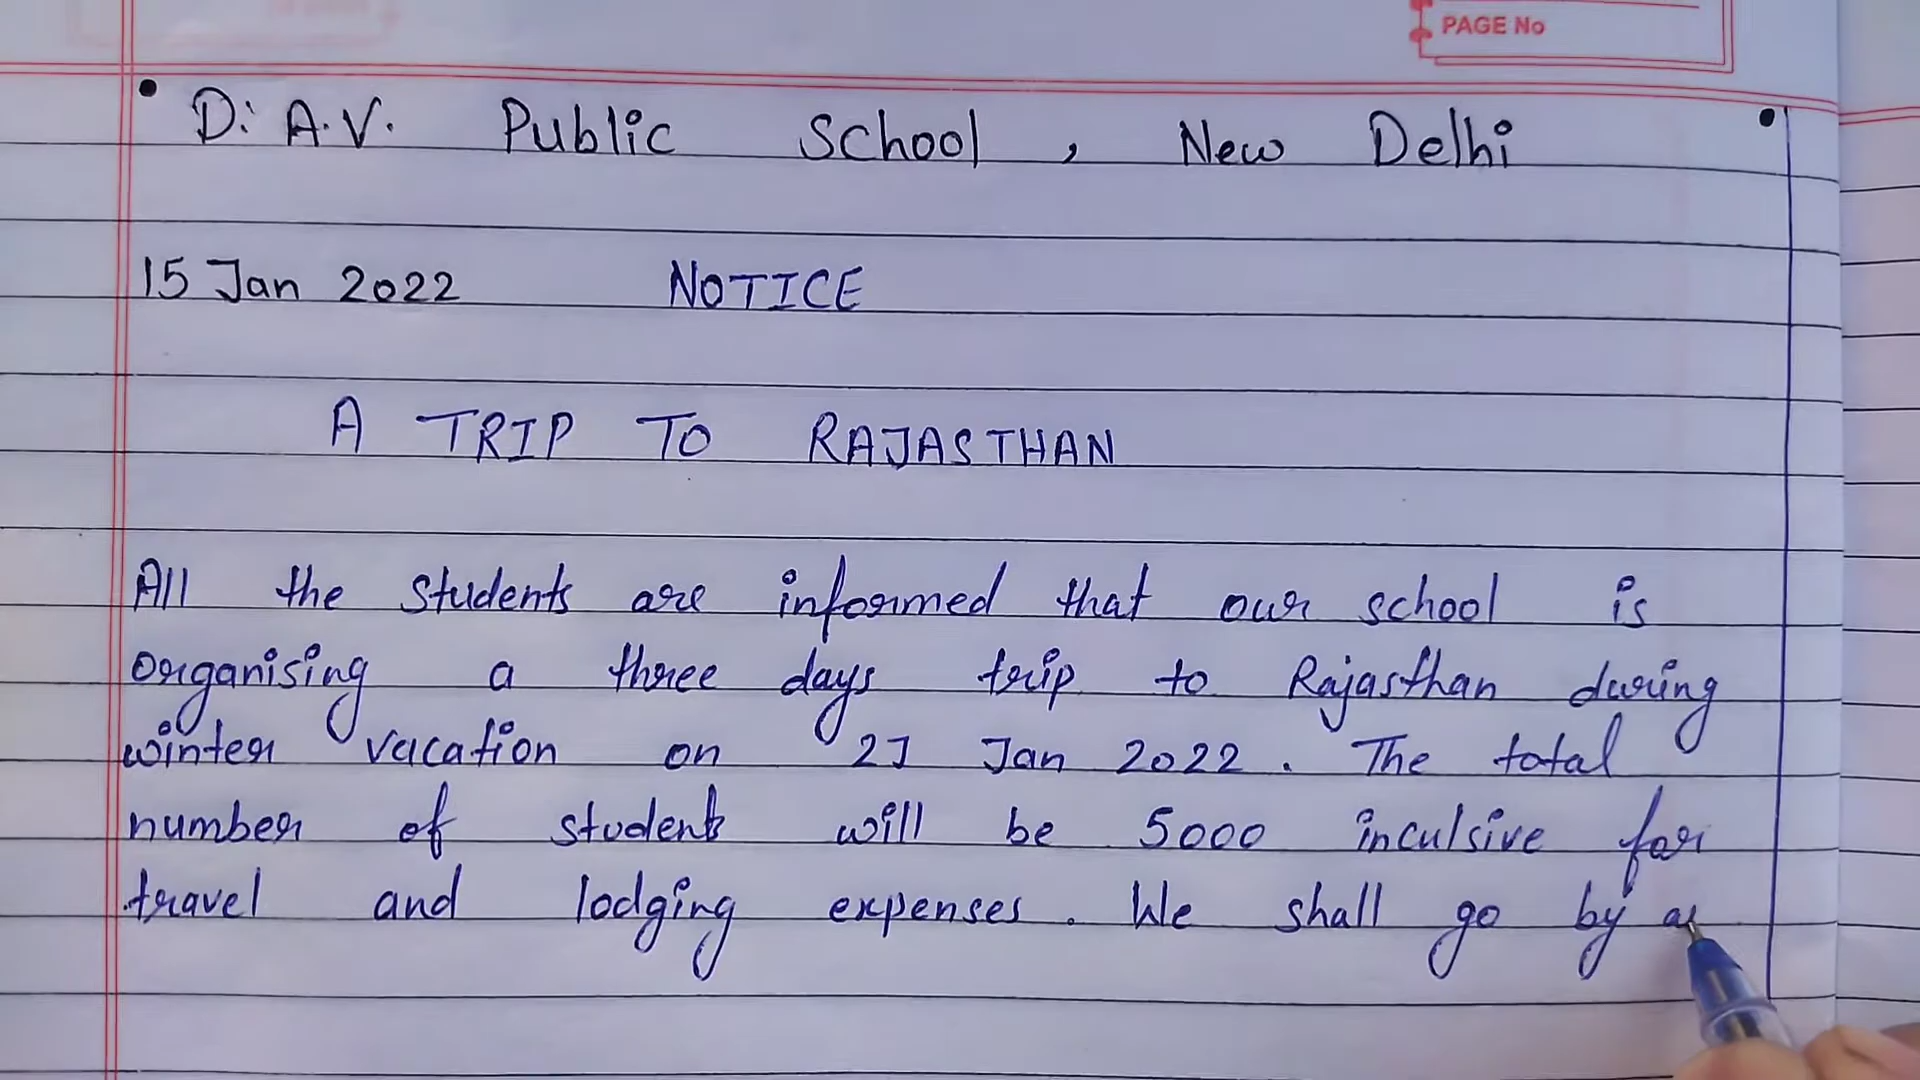 PAGE No
D. A.V. Public School, New Delhi
15 Jan 2022 NOTICE
A TRIP TO RAJASTHAN
All the students are informed that our school is
organising a three days trip to Rajasthan during
winter vacation on 21 Jan 2022. The total
number of students will be 5000 inculsive for
travel and lodging expenses. We shall go by